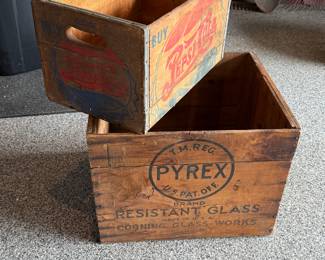 BUY
PEPSI-COLA
T.M. REG.
PYREX
U.S. PAT. OFF.
BRAND
RESISTANT GLASS
CORNING GLASS WORKS